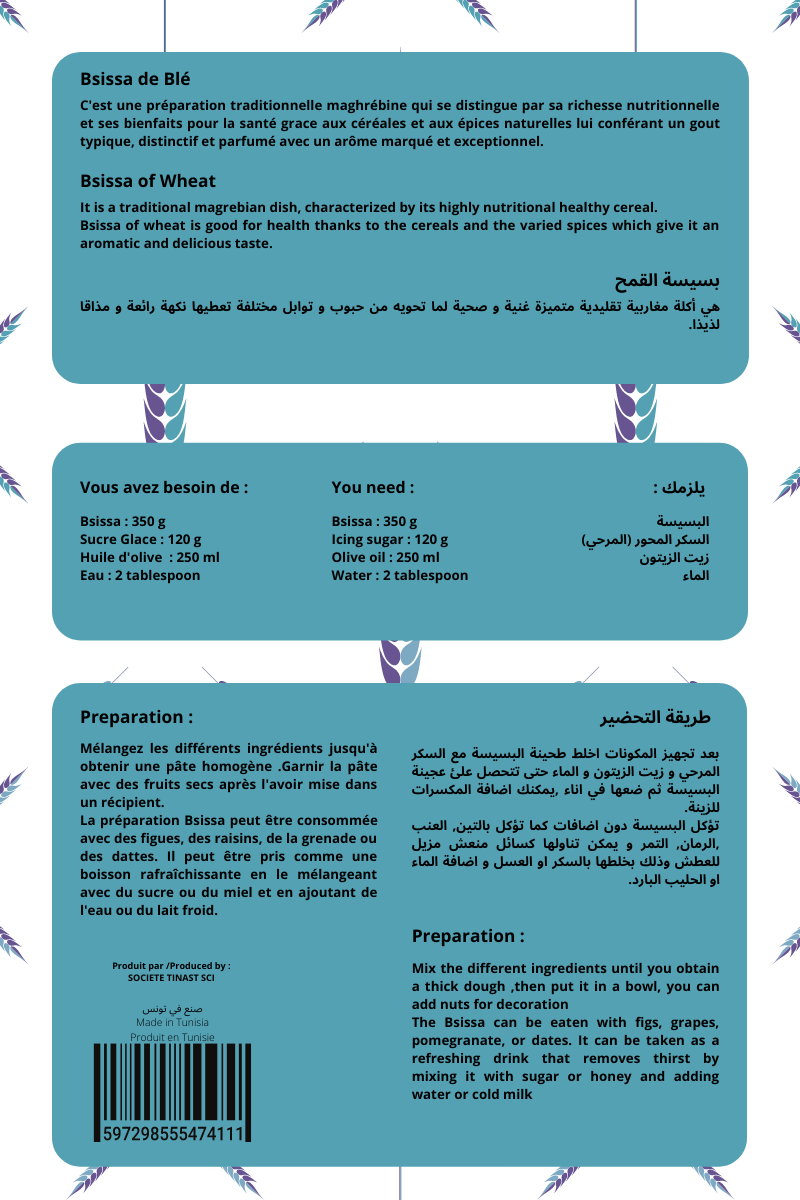 Bsissa de Blé
C'est une préparation traditionnelle maghrébine qui se distingue par sa richesse nutritionnelle
et ses bienfaits pour la santé grace aux céréales et aux épices naturelles lui conférant un gout
typique, distinctif et parfumé avec un arôme marqué et exceptionnel.
Bsissa of Wheat
It is a traditional magrebian dish, characterized by its highly nutritional healthy cereal.
Bsissa of wheat is good for health thanks to the cereals and the varied spices which give it an
aromatic and delicious taste.
بسيسة القمح
هي أكلة مغاربية تقليدية متميزة غنية و صحية لما تحويه من حبوب و توابل مختلفة تعطيها نكهة رائعة و مذاقا
لذيذا.
Vous avez besoin de :
Bsissa : 350 g
Sucre Glace : 120 g
Huile d'olive  : 250 ml
Eau : 2 tablespoon
You need :
Bsissa : 350 g
Icing sugar : 120 g
Olive oil : 250 ml
Water : 2 tablespoon
يلزمك :
البسيسة
السكر المحور (المرحي)
زيت الزيتون
الماء
Preparation :
Mélangez les différents ingrédients jusqu'à
obtenir une pâte homogène .Garnir la pâte
avec des fruits secs après l'avoir mise dans
un récipient.
La préparation Bsissa peut être consommée
avec des figues, des raisins, de la grenade ou
des dattes. Il peut être pris comme une
boisson rafraîchissante en le mélangeant
avec du sucre ou du miel et en ajoutant de
l'eau ou du lait froid.
Produit par /Produced by :
SOCIETE TINAST SCI
صنع في تونس
Made in Tunisia
Produit en Tunisie
597298555474111
طريقة التحضير
بعد تجهيز المكونات اخلط طحينة البسيسة مع السكر
المرحي و زيت الزيتون و الماء حتى تتحصل علئ عجينة
البسيسة ثم ضعها في اناء ,يمكنك اضافة المكسرات
للزينة.
تؤكل البسيسة دون اضافات كما تؤكل بالتين, العنب
,الرمان, التمر و يمكن تناولها كسائل منعش مزيل
للعطش وذلك بخلطها بالسكر او العسل و اضافة الماء
او الحليب البارد.
Preparation :
Mix the different ingredients until you obtain
a thick dough ,then put it in a bowl, you can
add nuts for decoration
The Bsissa can be eaten with figs, grapes,
pomegranate, or dates. It can be taken as a
refreshing drink that removes thirst by
mixing it with sugar or honey and adding
water or cold milk